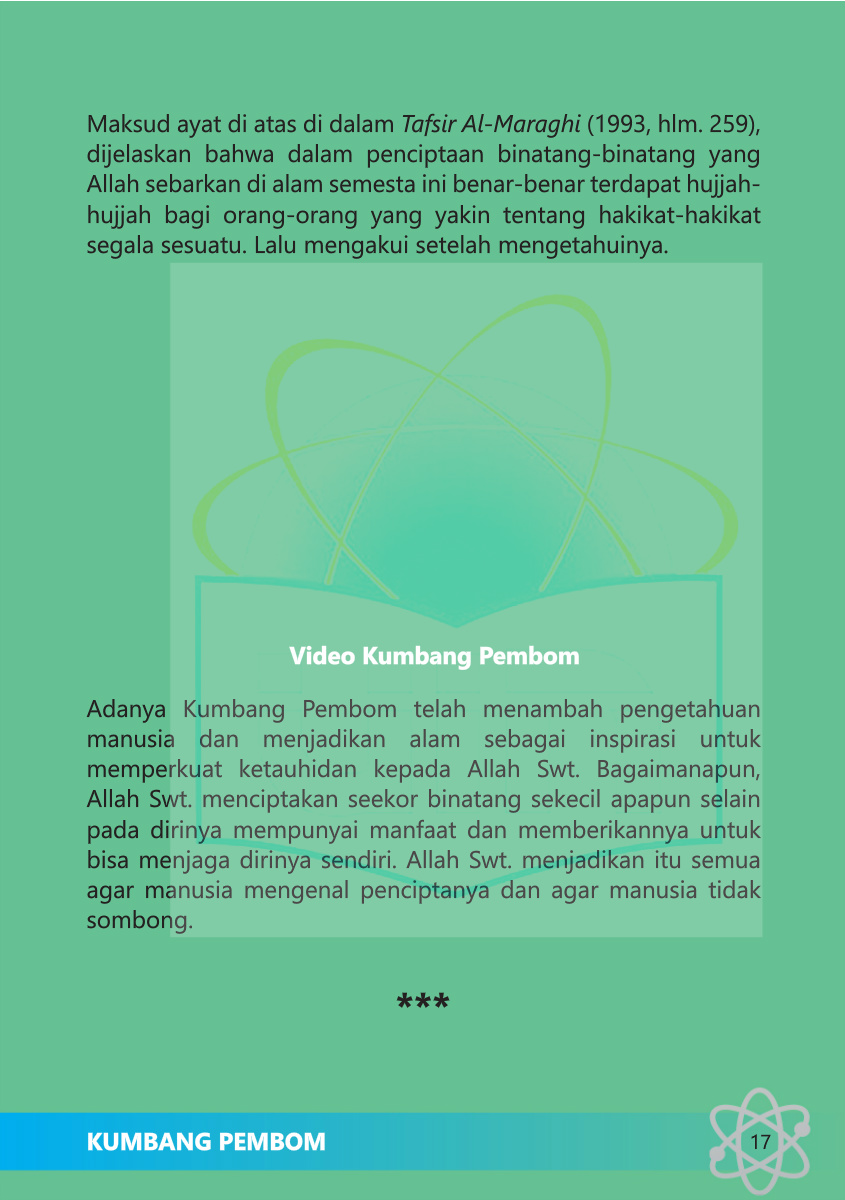 Maksud ayat di atas di dalam Tafsir Al-Maraghi (1993, hlm. 259),
dijelaskan bahwa dalam penciptaan binatang-binatang yang
Allah sebarkan di alam semesta ini benar-benar terdapat hujjah-
hujjah bagi orang-orang yang yakin tentang hakikat-hakikat
segala sesuatu. Lalu mengakui setelah mengetahuinya.
Video Kumbang Pembom
Adanya Kumbang Pembom telah menambah pengetahuan
manusia dan menjadikan alam sebagai inspirasi untuk
memperkuat ketauhidan kepada Allah Swt. Bagaimanapun,
Allah Swt. menciptakan seekor binatang sekecil apapun selain
pada dirinya mempunyai manfaat dan memberikannya untuk
bisa menjaga dirinya sendiri. Allah Swt. menjadikan itu semua
agar manusia mengenal penciptanya dan agar manusia tidak
sombong.
***
KUMBANG PEMBOM
17